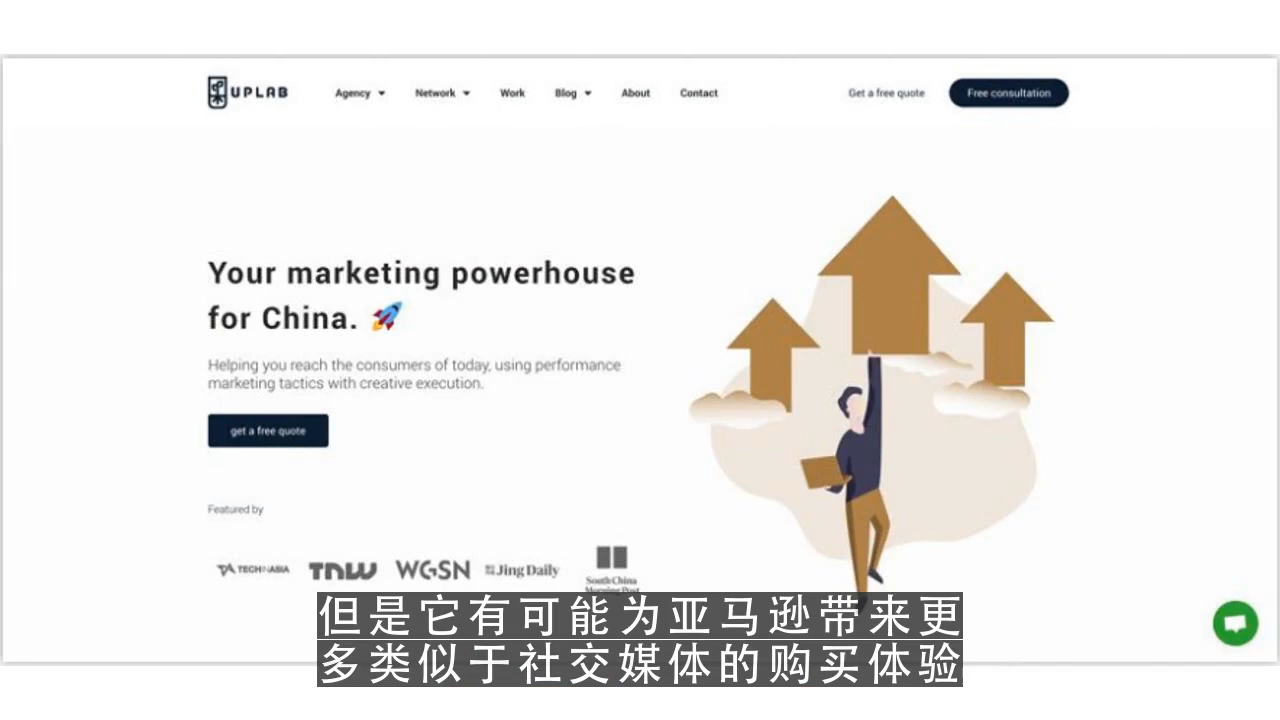 UPLAB Agency Network Work Blog About Contact Get a free quote Free consultation
Your marketing powerhouse
for China. 🚀
Helping you reach the consumers of today, using performance
marketing tactics with creative execution.
get a free quote
Featured by
TECHINASIA TNW WGSN Jing Daily South China
Morning Post
但是它有可能为亚马逊带来更
多类似于社交媒体的购买体验